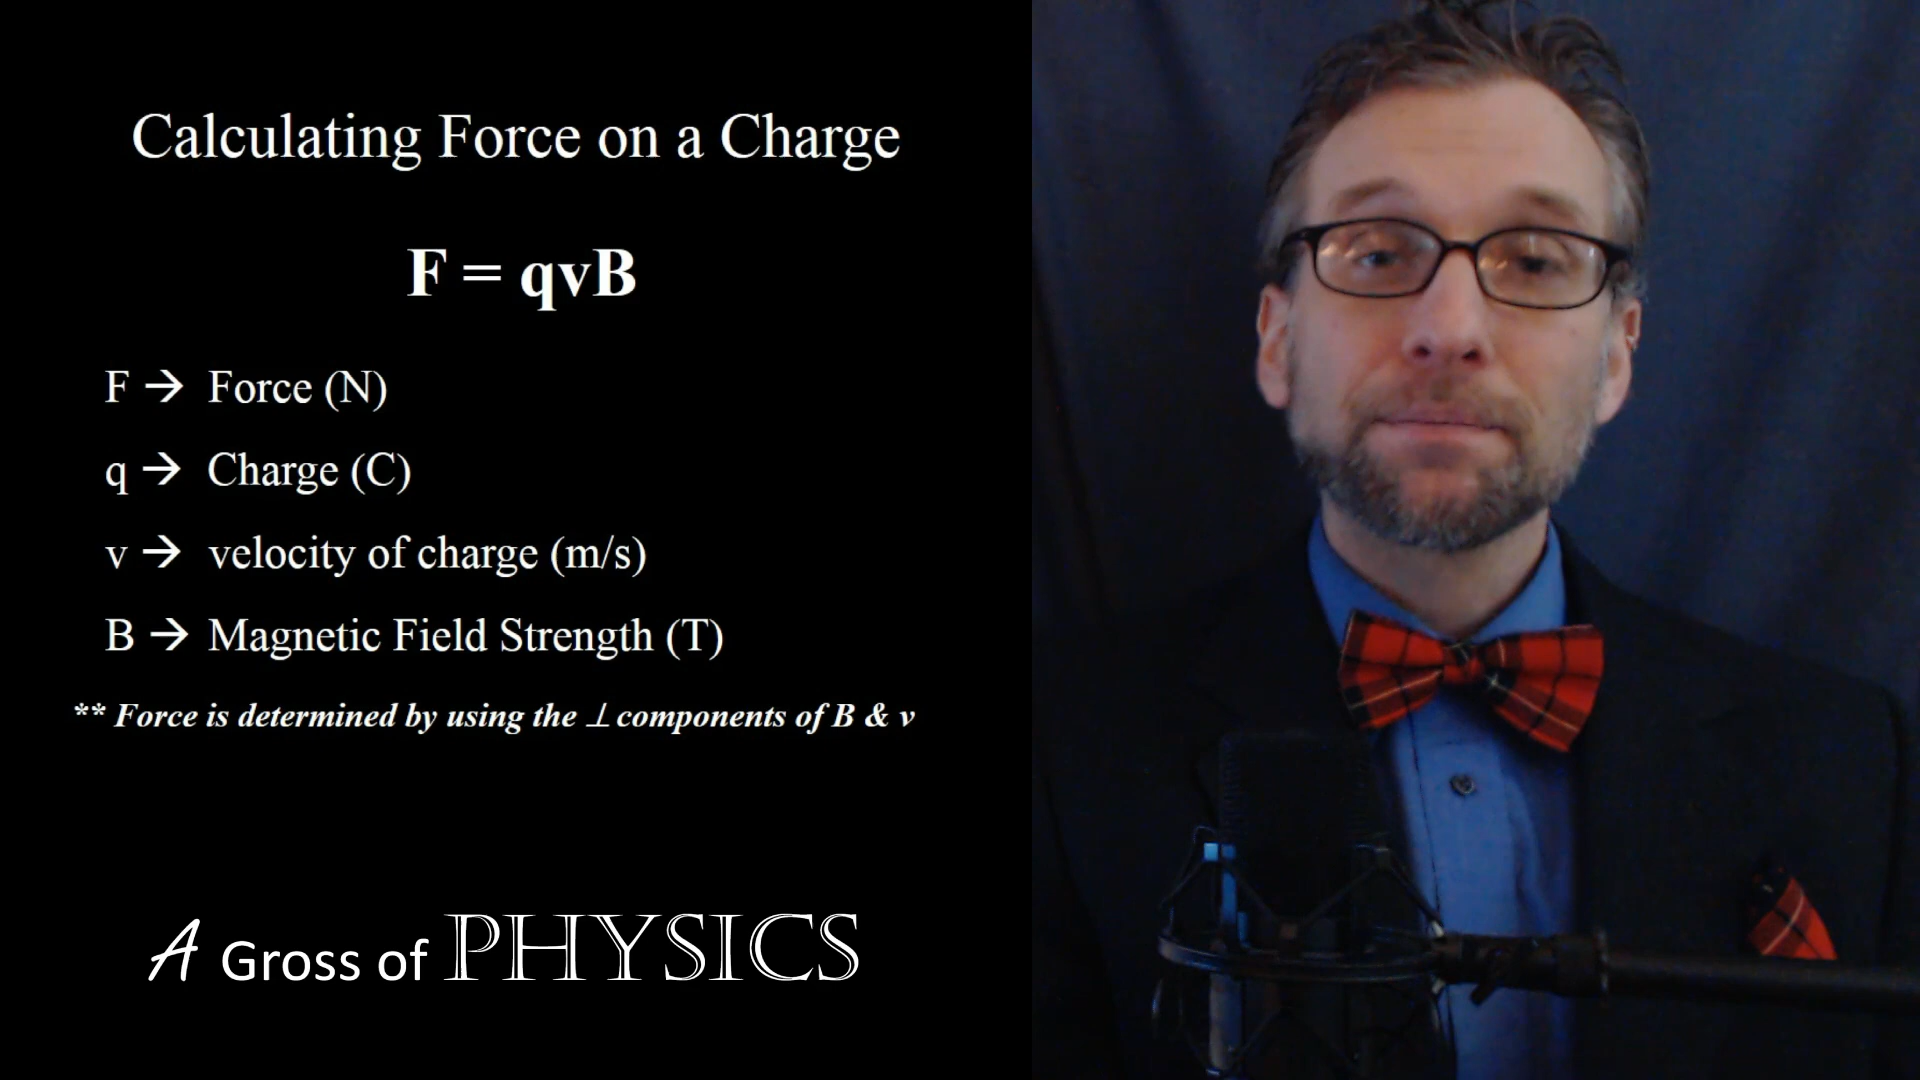 Calculating Force on a Charge
F = qvB
F → Force (N)
q → Charge (C)
v → velocity of charge (m/s)
B → Magnetic Field Strength (T)
** Force is determined by using the ⊥ components of B & v
A Gross of PHYSICS